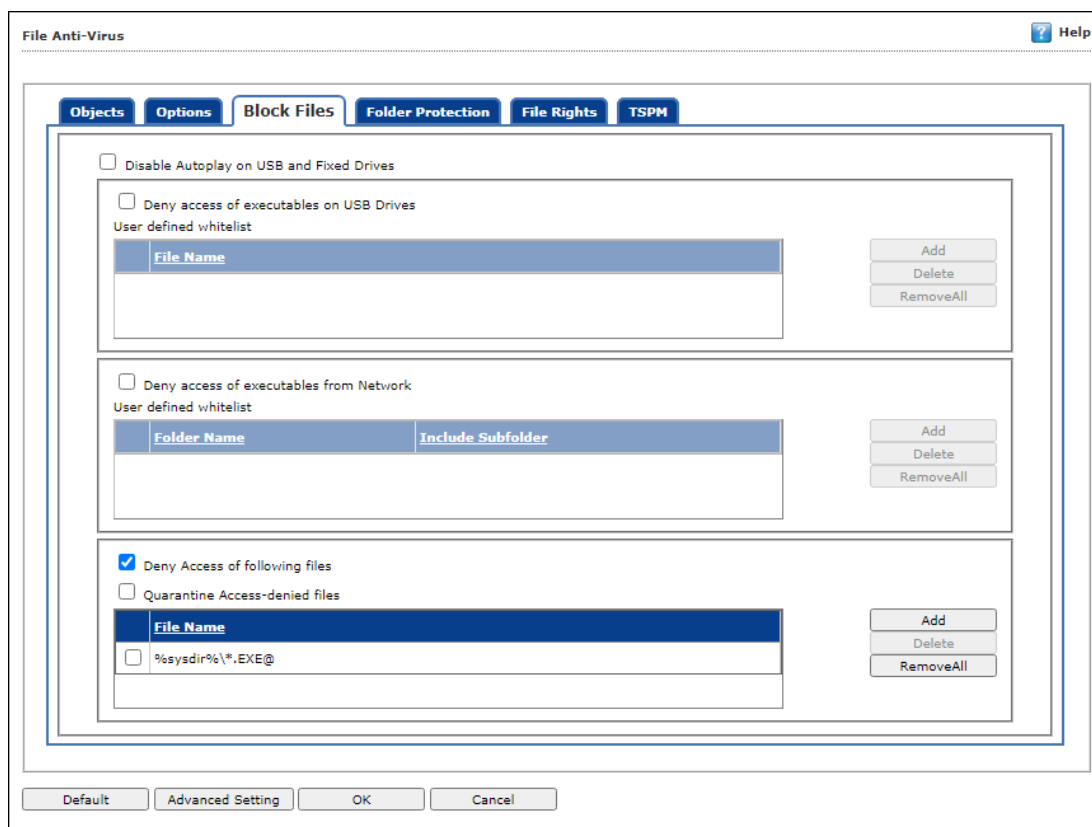 File Anti-Virus
Help
Objects Options Block Files Folder Protection File Rights TSPM
Disable Autoplay on USB and Fixed Drives
Deny access of executables on USB Drives
User defined whitelist
File Name
Add
Delete
RemoveAll
Deny access of executables from Network
User defined whitelist
Folder Name Include Subfolder
Add
Delete
RemoveAll
Deny Access of following files
Quarantine Access-denied files
File Name
%sysdir%\*.EXE@
Add
Delete
RemoveAll
Default Advanced Setting OK Cancel